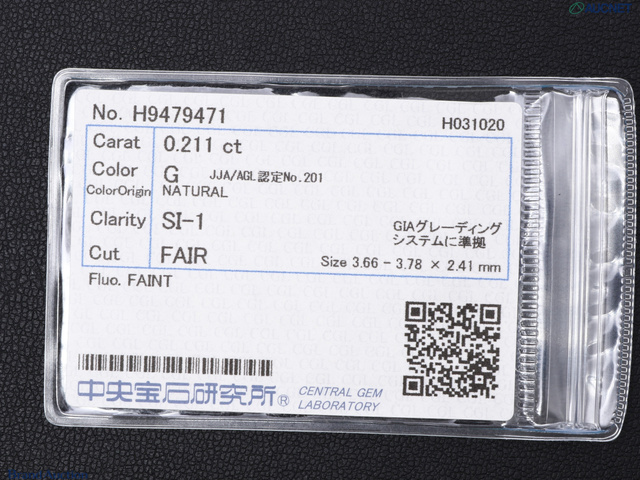 No. H9479471
H031020
Carat 0.211 ct
Color G JJA/AGL認定No.201
ColorOrigin NATURAL
Clarity SI-1
GIAグレーディング
システムに準拠
Cut FAIR
Size 3.66 - 3.78 × 2.41 mm
Fluo. FAINT
中央宝石研究所® CENTRAL GEM
LABORATORY